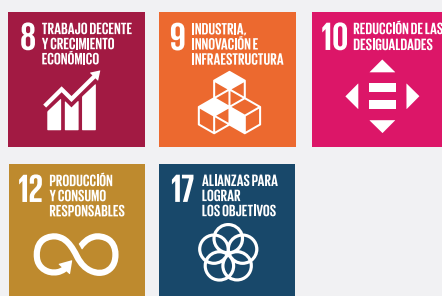 8 TRABAJO DECENTE
Y CRECIMIENTO
ECONÓMICO
9 INDUSTRIA,
INNOVACIÓN E
INFRAESTRUCTURA
10 REDUCCIÓN DE LAS
DESIGUALDADES
12 PRODUCCIÓN
Y CONSUMO
RESPONSABLES
17 ALIANZAS PARA
LOGRAR
LOS OBJETIVOS